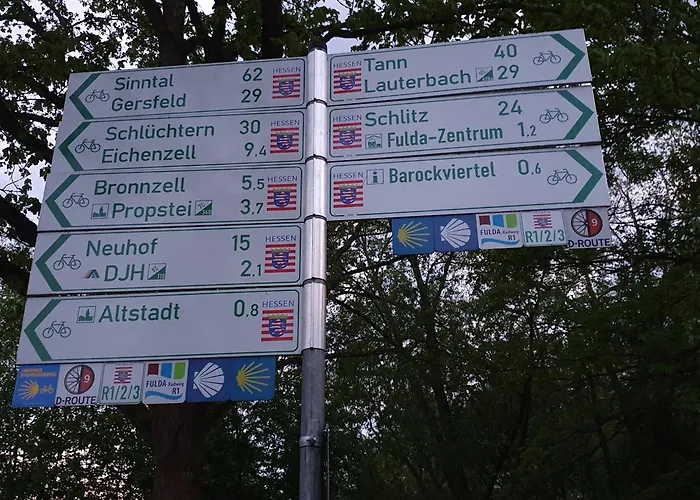 Sinntal 62 HESSEN
Gersfeld 29
Schlüchtern 30 HESSEN
Eichenzell 9.4
Bronnzell 5.5 HESSEN
Propstei 3.7
Neuhof 15 HESSEN
DJH 2.1
Altstadt 0.8 HESSEN
9
D-ROUTE
R1/2/3
FULDA Radweg
R1
HESSEN Tann 40
Lauterbach 29
HESSEN Schlitz 24
Fulda-Zentrum 1.2
HESSEN i Barockviertel 0.6
FULDA Radweg
R1
R1/2/3
9
D-ROUTE